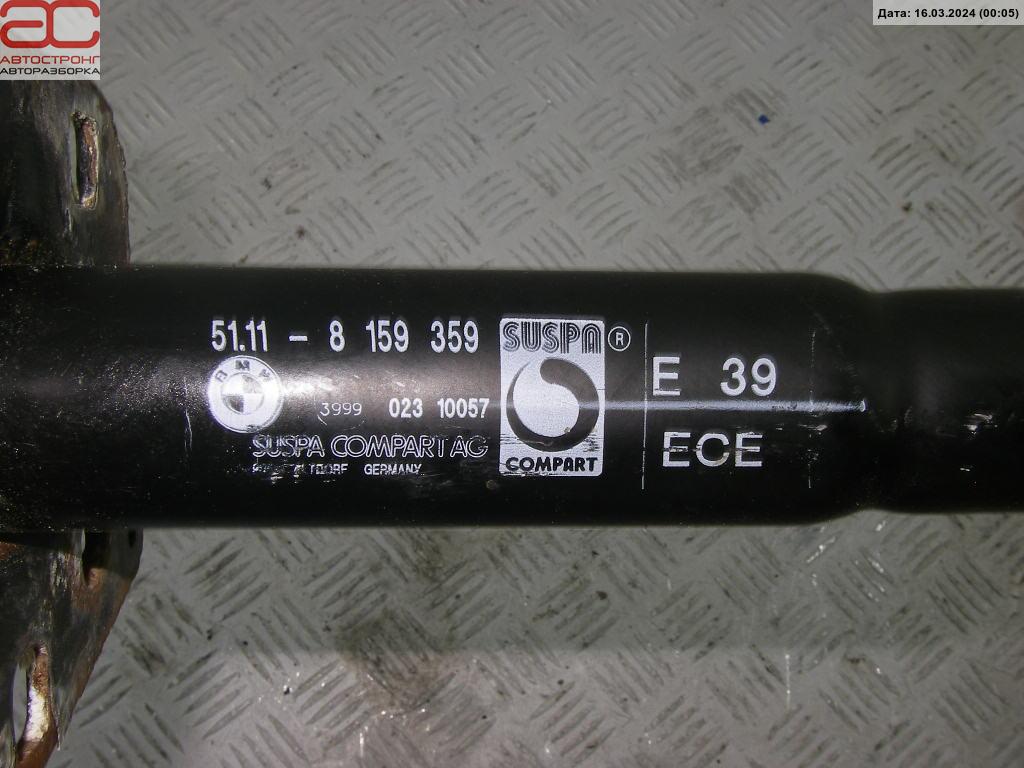 Дата: 16.03.2024 (00:05)
АС
АВТОСТРОНГ
АВТОРАЗБОРКА
51.11 - 8 159 359
BMW
3999 023 10057
SUSPA COMPART AG
ALTDORF GERMANY
SUSPA ®
COMPART
E 39
ECE